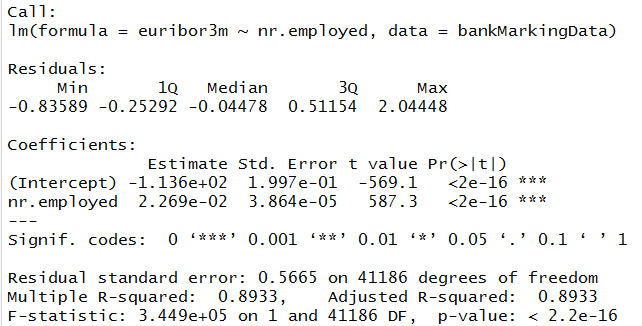 Call:
lm(formula = euribor3m ~ nr.employed, data = bankMarkingData)
Residuals:
     Min       1Q   Median       3Q      Max
-0.83589 -0.25292 -0.04478  0.51154  2.04448
Coefficients:
              Estimate Std. Error t value Pr(>|t|)
(Intercept) -1.136e+02  1.997e-01  -569.1   <2e-16 ***
nr.employed  2.269e-02  3.864e-05   587.3   <2e-16 ***
---
Signif. codes:  0 ‘***’ 0.001 ‘**’ 0.01 ‘*’ 0.05 ‘.’ 0.1 ‘ ’ 1
Residual standard error: 0.5665 on 41186 degrees of freedom
Multiple R-squared:  0.8933,    Adjusted R-squared:  0.8933
F-statistic: 3.449e+05 on 1 and 41186 DF,  p-value: < 2.2e-16